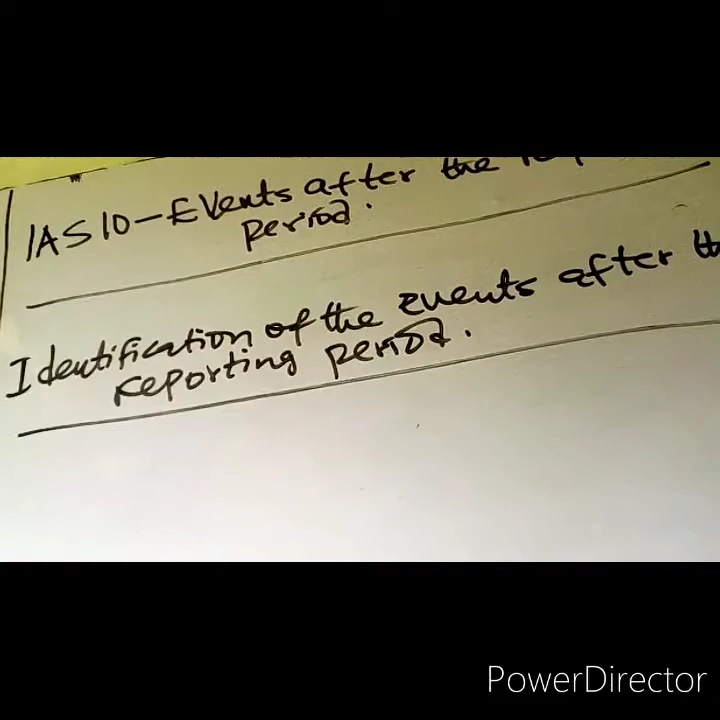 IAS 10 - Events after the
period.
Identification of the events after
reporting period.
PowerDirector